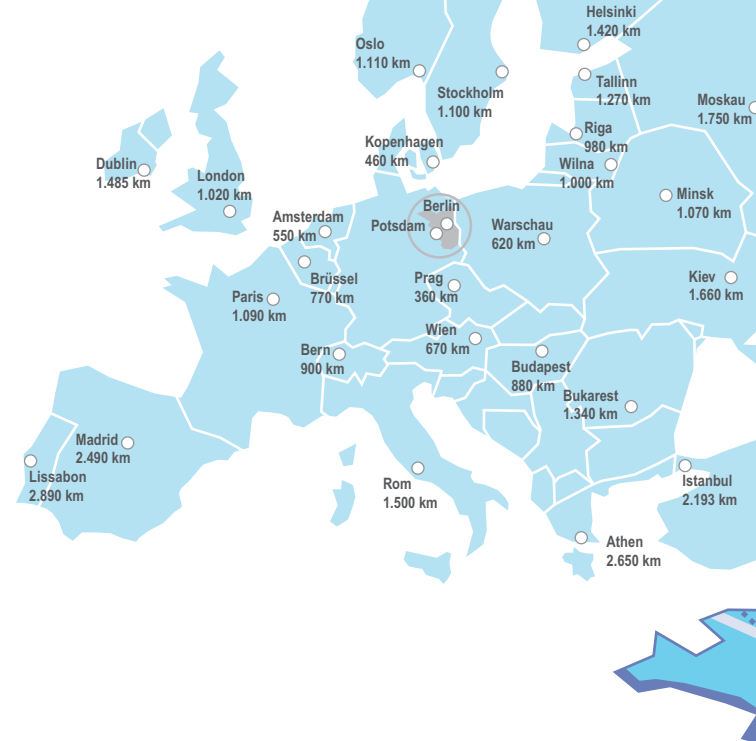 Helsinki
1.420 km
Oslo
1.110 km
Stockholm
1.100 km
Tallinn
1.270 km
Moskau
1.750 km
Riga
980 km
Kopenhagen
460 km
Wilna
1.000 km
Dublin
1.485 km
London
1.020 km
Minsk
1.070 km
Amsterdam
550 km
Berlin
Potsdam
Warschau
620 km
Brüssel
770 km
Prag
360 km
Kiev
1.660 km
Paris
1.090 km
Wien
670 km
Bern
900 km
Budapest
880 km
Bukarest
1.340 km
Madrid
2.490 km
Lissabon
2.890 km
Rom
1.500 km
Istanbul
2.193 km
Athen
2.650 km